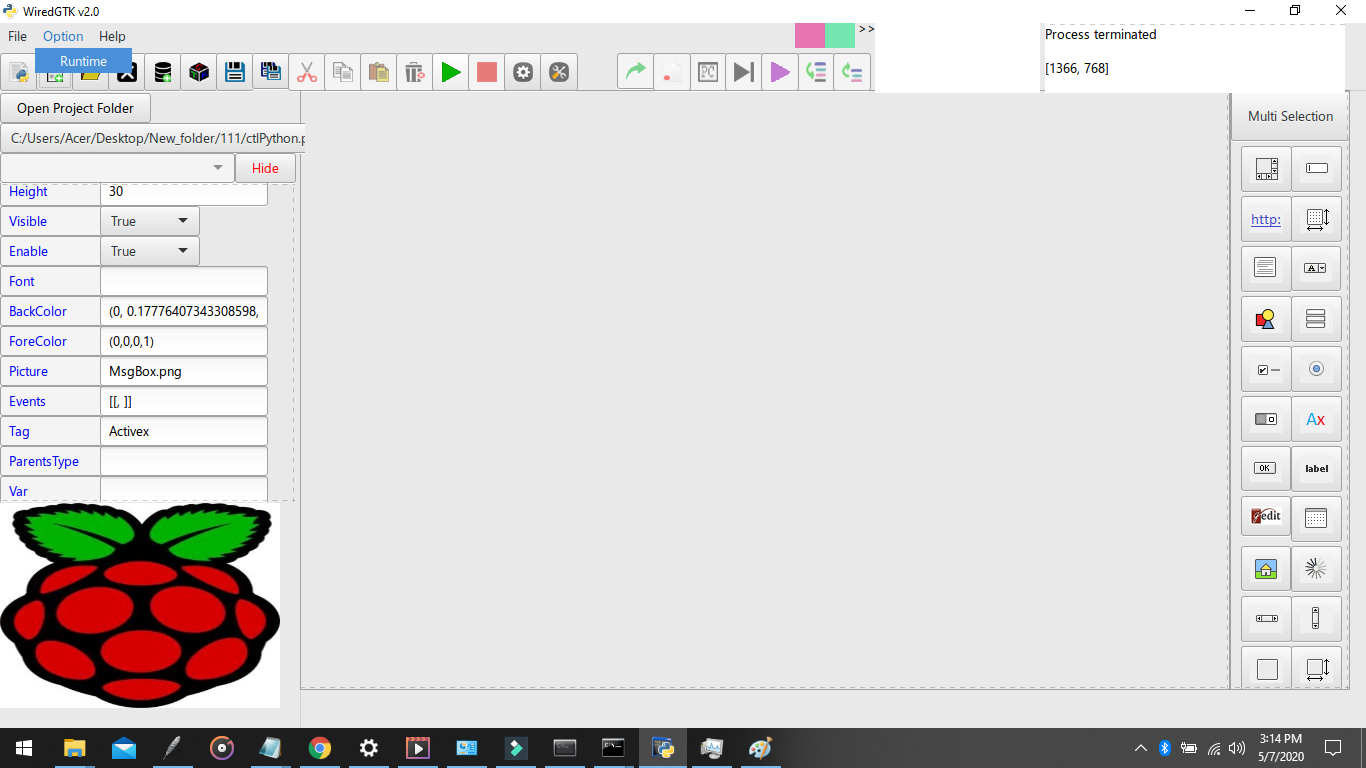 WiredGTK v2.0
File Option Help
Runtime
>>
Process terminated
[1366, 768]
Open Project Folder
C:/Users/Acer/Desktop/New_folder/111/ctlPython.p
Hide
Height 30
Visible True
Enable True
Font
BackColor (0, 0.17776407343308598,
ForeColor (0,0,0,1)
Picture MsgBox.png
Events [[, ]]
Tag Activex
ParentsType
Var
Multi Selection
http:
A
Ax
OK
label
edit
3:14 PM
5/7/2020